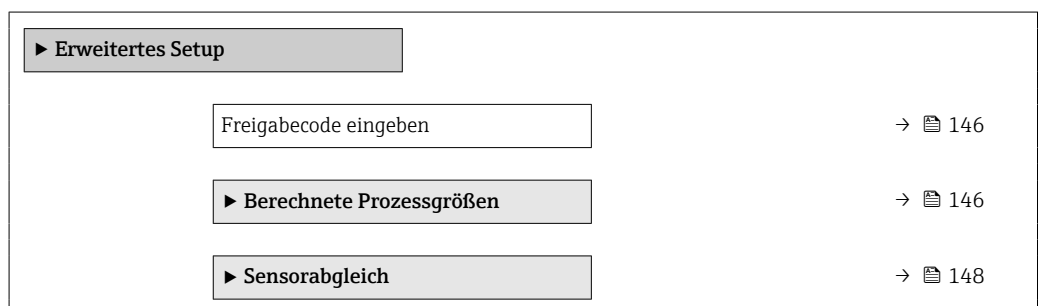 ▶ Erweitertes Setup
Freigabecode eingeben → 146
▶ Berechnete Prozessgrößen → 146
▶ Sensorabgleich → 148